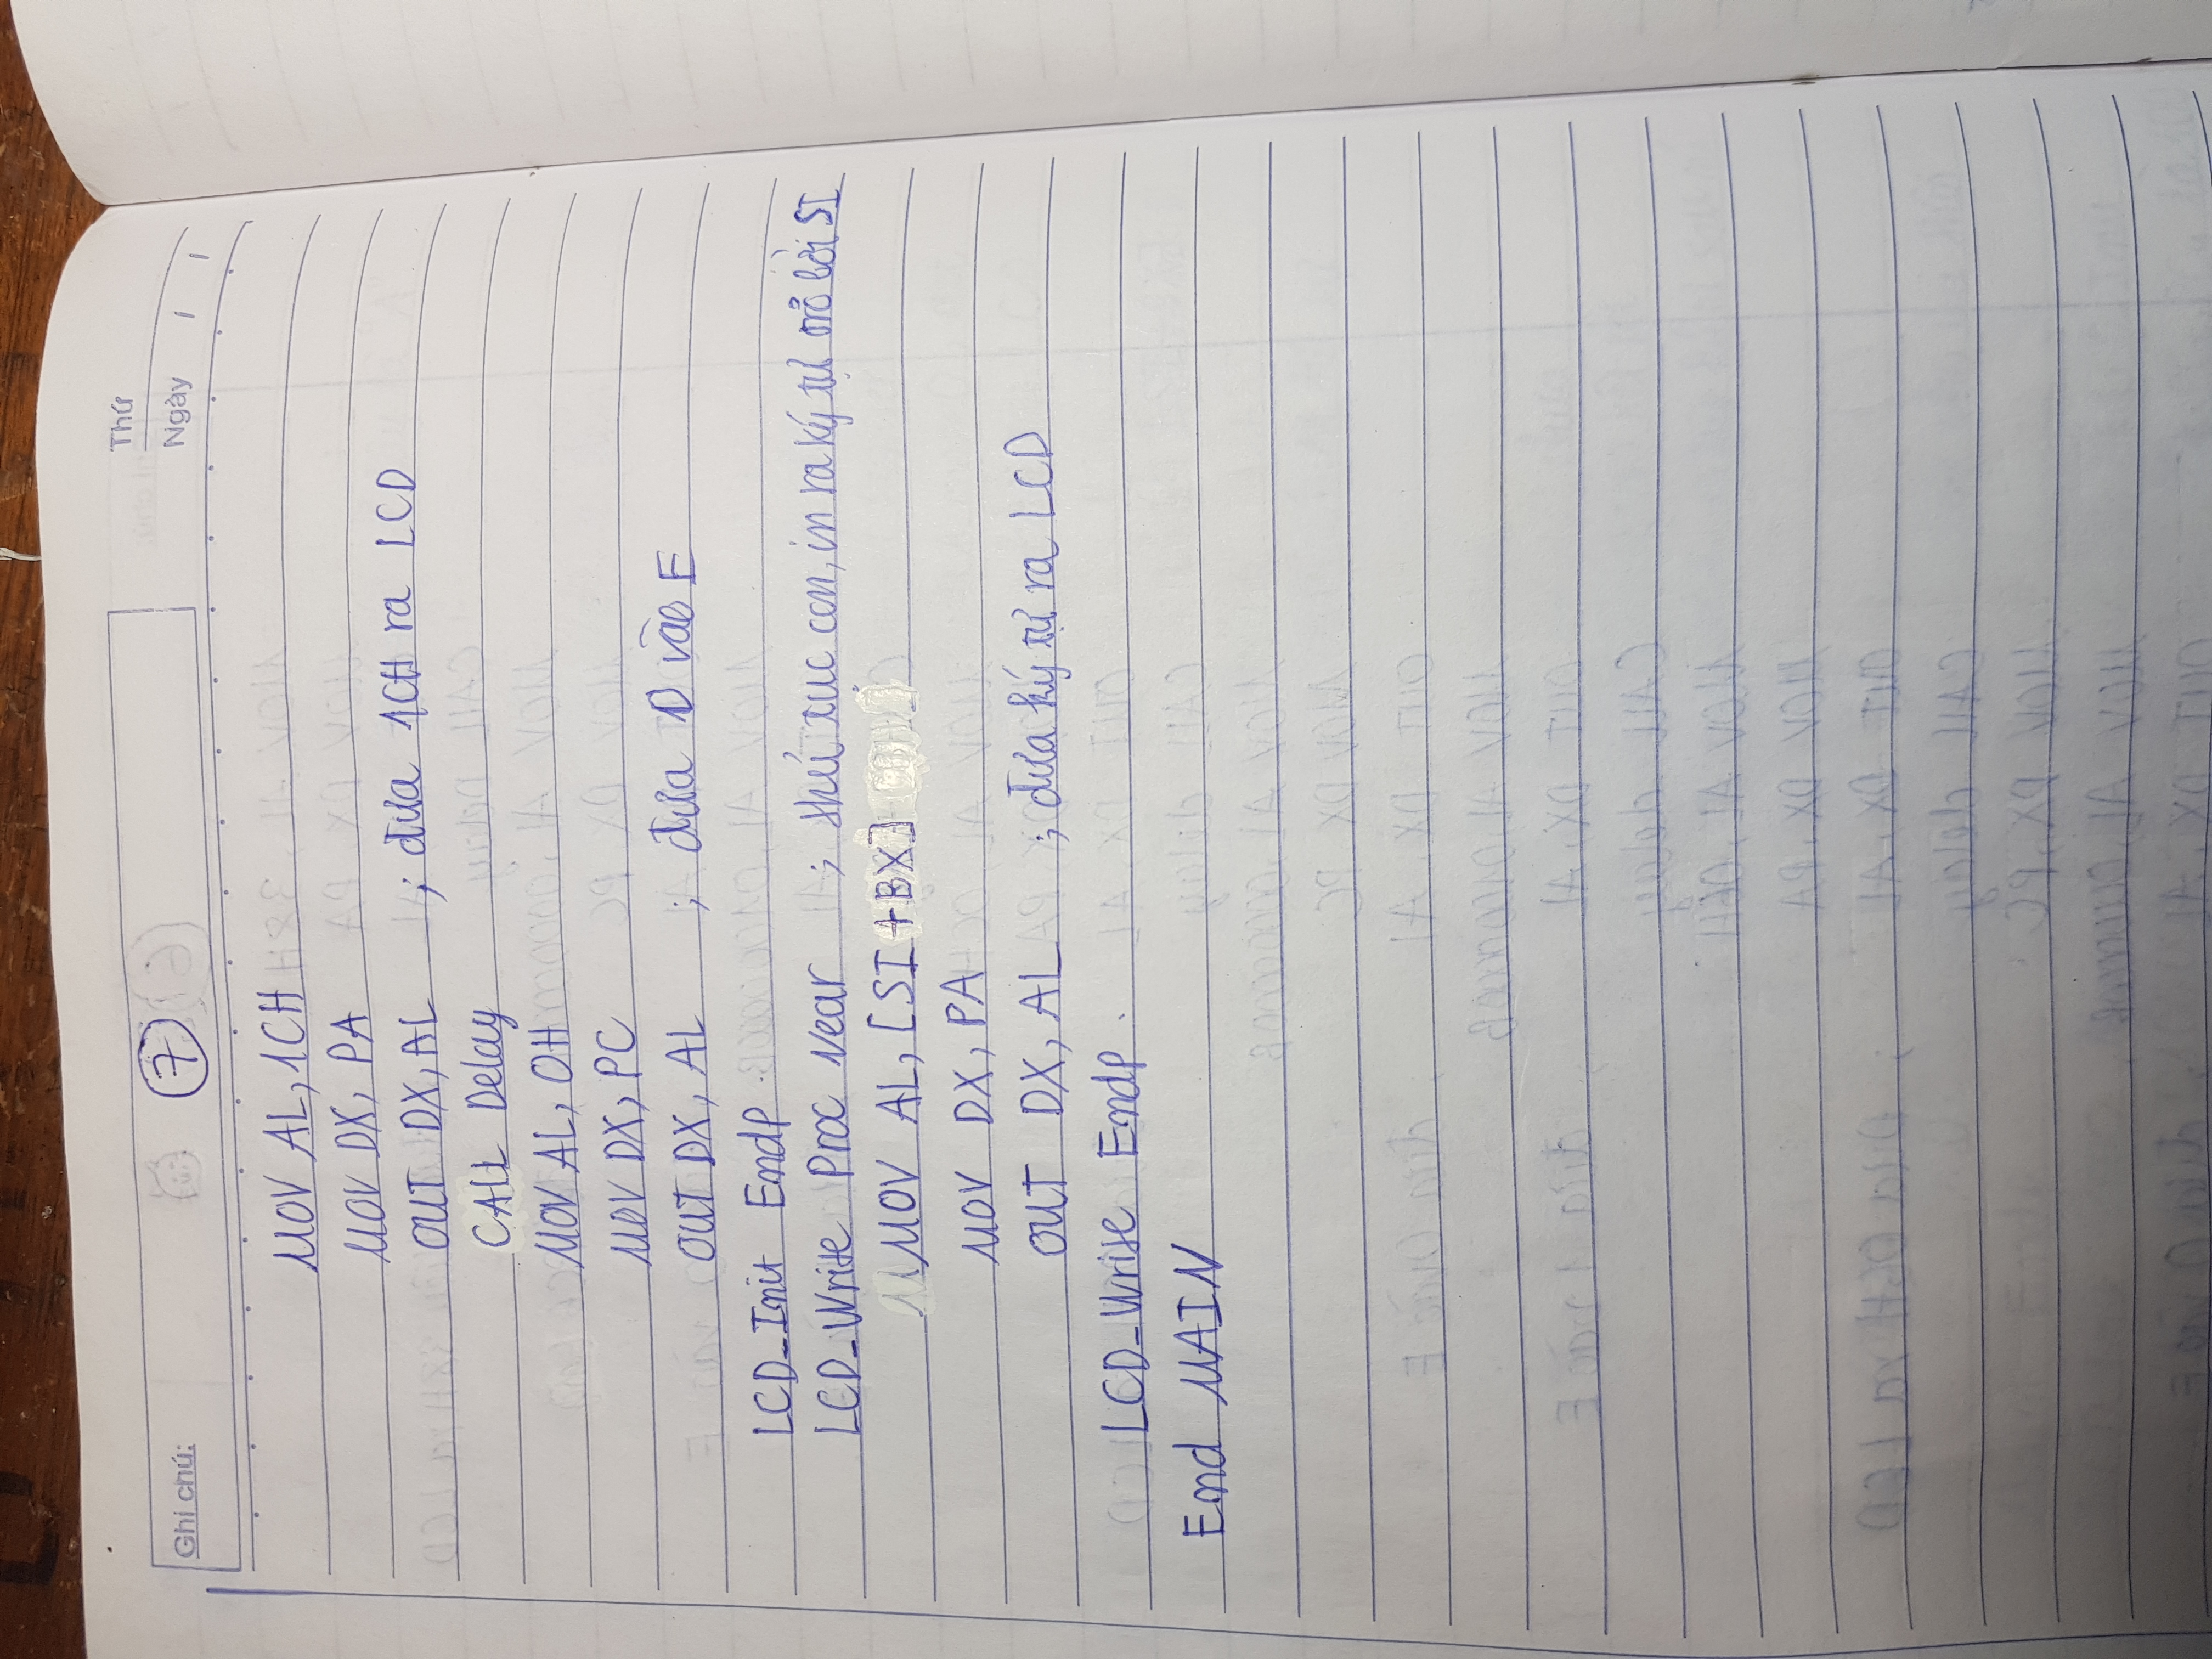 Ghi chú:
7
Thứ
Ngày / /
MOV AL, 1CH
MOV DX, PA
OUT DX, AL ; đưa 1CH ra LCD
CALL Delay
MOV AL, 0H
MOV DX, PC
OUT DX, AL ; đưa 0 vào E
LCD_Init Endp
LCD_Write Proc Near ; thủ tục con, in ra ký tự trỏ bởi SI
MOV AL, [SI+BX]
MOV DX, PA
OUT DX, AL ; đưa ký tự ra LCD
LCD_Write Endp
End MAIN